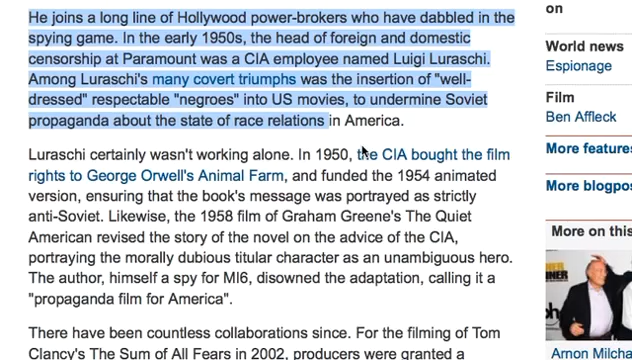 He joins a long line of Hollywood power-brokers who have dabbled in the
spying game. In the early 1950s, the head of foreign and domestic
censorship at Paramount was a CIA employee named Luigi Luraschi.
Among Luraschi's many covert triumphs was the insertion of "well-
dressed" respectable "negroes" into US movies, to undermine Soviet
propaganda about the state of race relations in America.
Luraschi certainly wasn't working alone. In 1950, the CIA bought the film
rights to George Orwell's Animal Farm, and funded the 1954 animated
version, ensuring that the book's message was portrayed as strictly
anti-Soviet. Likewise, the 1958 film of Graham Greene's The Quiet
American revised the story of the novel on the advice of the CIA,
portraying the morally dubious titular character as an unambiguous hero.
The author, himself a spy for MI6, disowned the adaptation, calling it a
"propaganda film for America".
There have been countless collaborations since. For the filming of Tom
Clancy's The Sum of All Fears in 2002, producers were granted a
on
World news
Espionage
Film
Ben Affleck
More features
More blogpos
More on this
Arnon Milcha